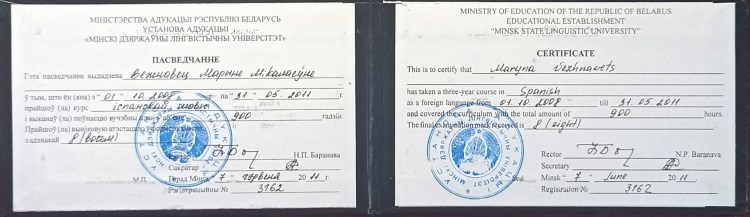 МІНІСТЭРСТВА АДУКАЦЫІ РЭСПУБЛІКІ БЕЛАРУСЬ
УСТАНОВА АДУКАЦЫІ
«МІНСКІ ДЗЯРЖАЎНЫ ЛІНГВІСТЫЧНЫ УНІВЕРСІТЭТ»
ПАСВЕДЧАННЕ
Гэта пасведчанне выдадзена Вежнавец Марыне Мікалаеўне
ў тым, што ён (яна) з "01" 10. 2008 па "31" 05. 2011 г.
прайшоў (ла) курс іспанскай мовы
і выканаў (ла) поўнасцю вучэбны 900 гадзін.
Прайшоў (ла) выніковую атэстацыю
з адзнакай 8 (восем)
Н.П. Баранава
Сакратар
М.П. Горад Мінск "7" чэрвеня 2011 г.
Рэгістрацыйны № 3162
MINISTRY OF EDUCATION OF THE REPUBLIC OF BELARUS
EDUCATIONAL ESTABLISHMENT
"MINSK STATE LINGUISTIC UNIVERSITY"
CERTIFICATE
This is to certify that Maryna Vezhnavets
has taken a three-year course in Spanish
as a foreign language from 01. 10. 2008 till 31 05 2011
and covered the curriculum with the total amount of 900 hours
The final examination mark received is 8 (eight)
Rector N.P. Baranava
Secretary
Seal Minsk "7" June 2011
Registration № 3162